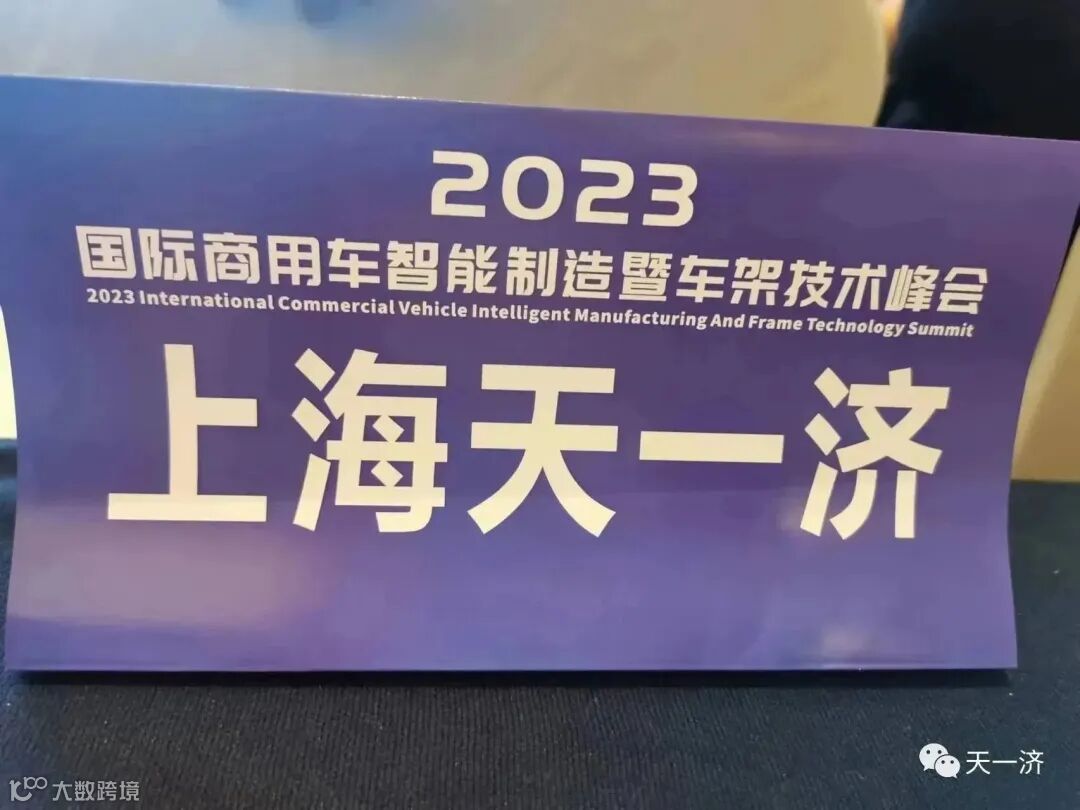 2023
国际商用车智能制造暨车架技术峰会
2023 International Commercial Vehicle Intelligent Manufacturing And Frame Technology Summit
上海天一济
天一济
大数跨境